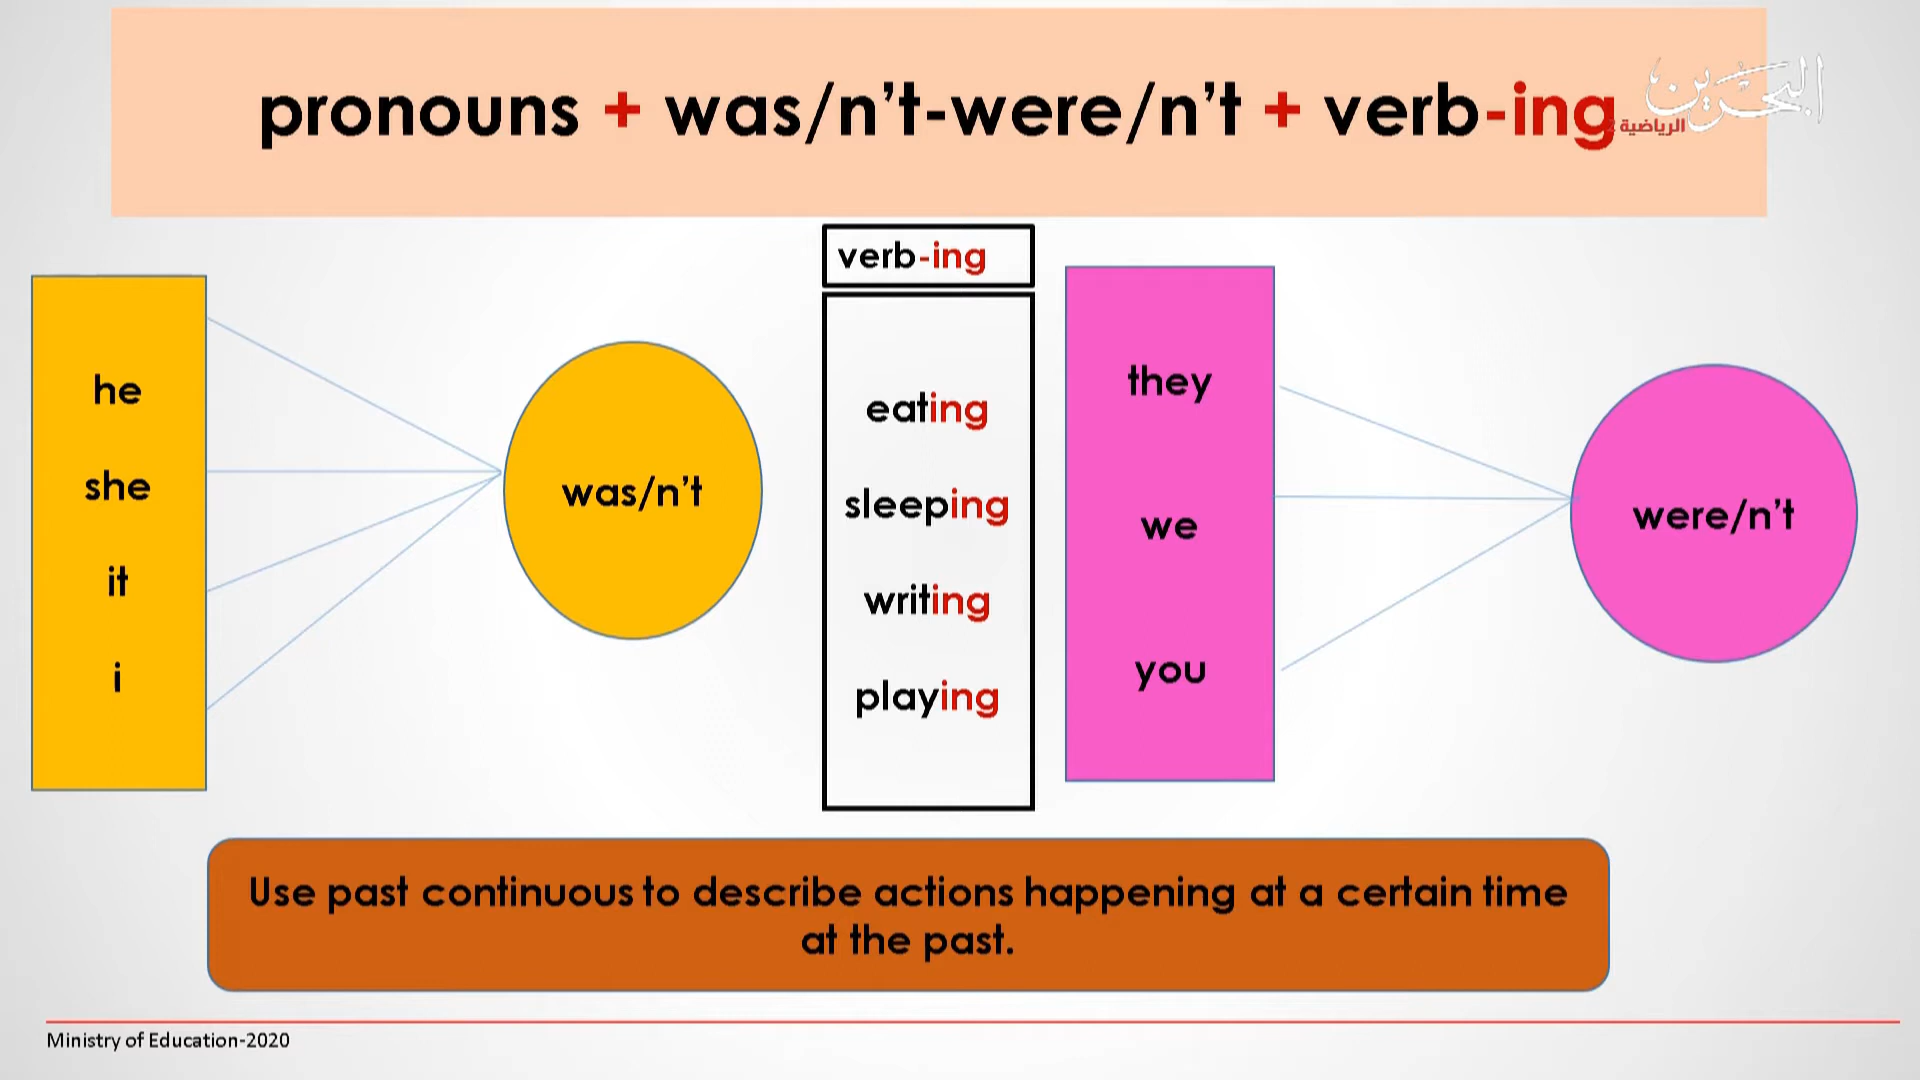 pronouns + was/n’t-were/n’t + verb-ing
البحرين
الرياضية
verb-ing
he
she
it
i
was/n’t
eating
sleeping
writing
playing
they
we
you
were/n’t
Use past continuous to describe actions happening at a certain time
at the past.
Ministry of Education-2020